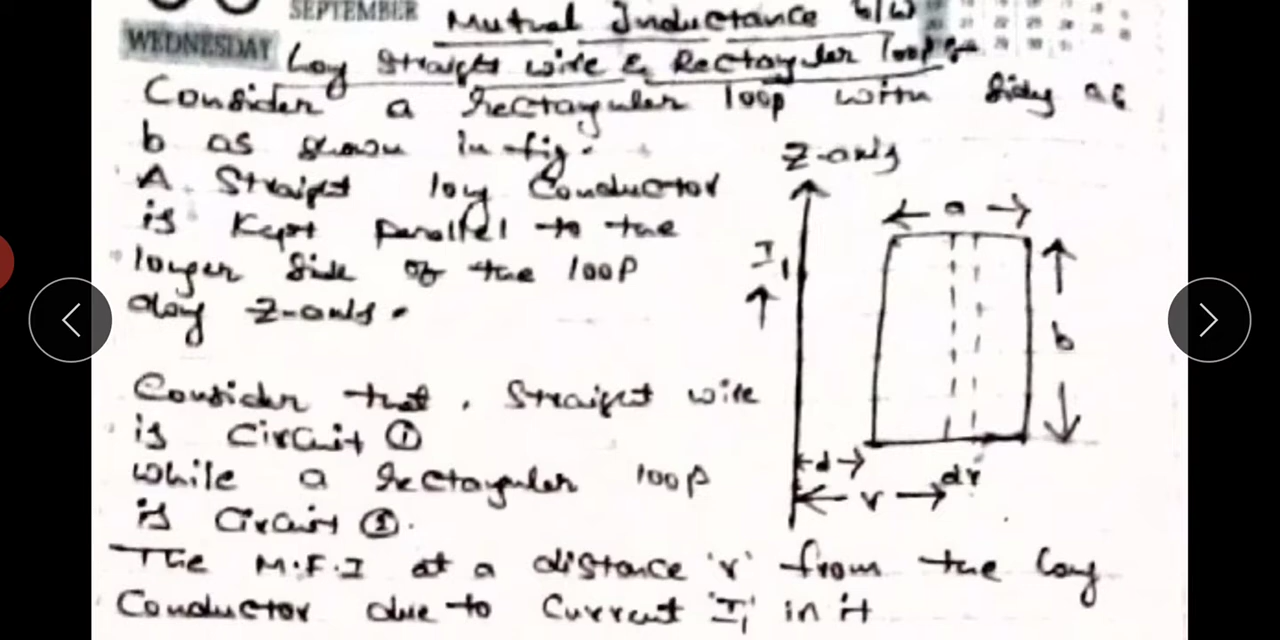 SEPTEMBER Mutual Inductance b/w
WEDNESDAY Log Straight wire & Rectangular loop:-
Consider a rectangular loop with sides a &
b as shown in fig.
Z-axis
A straight long Conductor
is Kept parallel to the
longer side of the loop
along Z-axis.
a
I₁
b
Consider that, straight wire
is Circuit ①
while a rectangular loop
is Circuit ②.
d
r
dr
The M.F.I at a distance 'r' from the long
Conductor due to Current 'I₁' in it